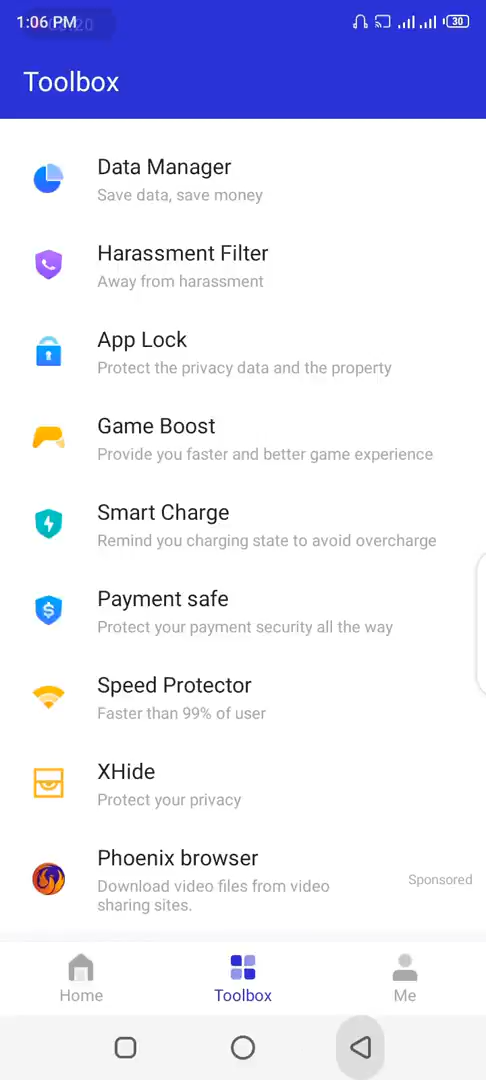 1:06 PM
30
Toolbox
Data Manager
Save data, save money
Harassment Filter
Away from harassment
App Lock
Protect the privacy data and the property
Game Boost
Provide you faster and better game experience
Smart Charge
Remind you charging state to avoid overcharge
Payment safe
Protect your payment security all the way
Speed Protector
Faster than 99% of user
XHide
Protect your privacy
Phoenix browser
Download video files from video
sharing sites.
Sponsored
Home
Toolbox
Me